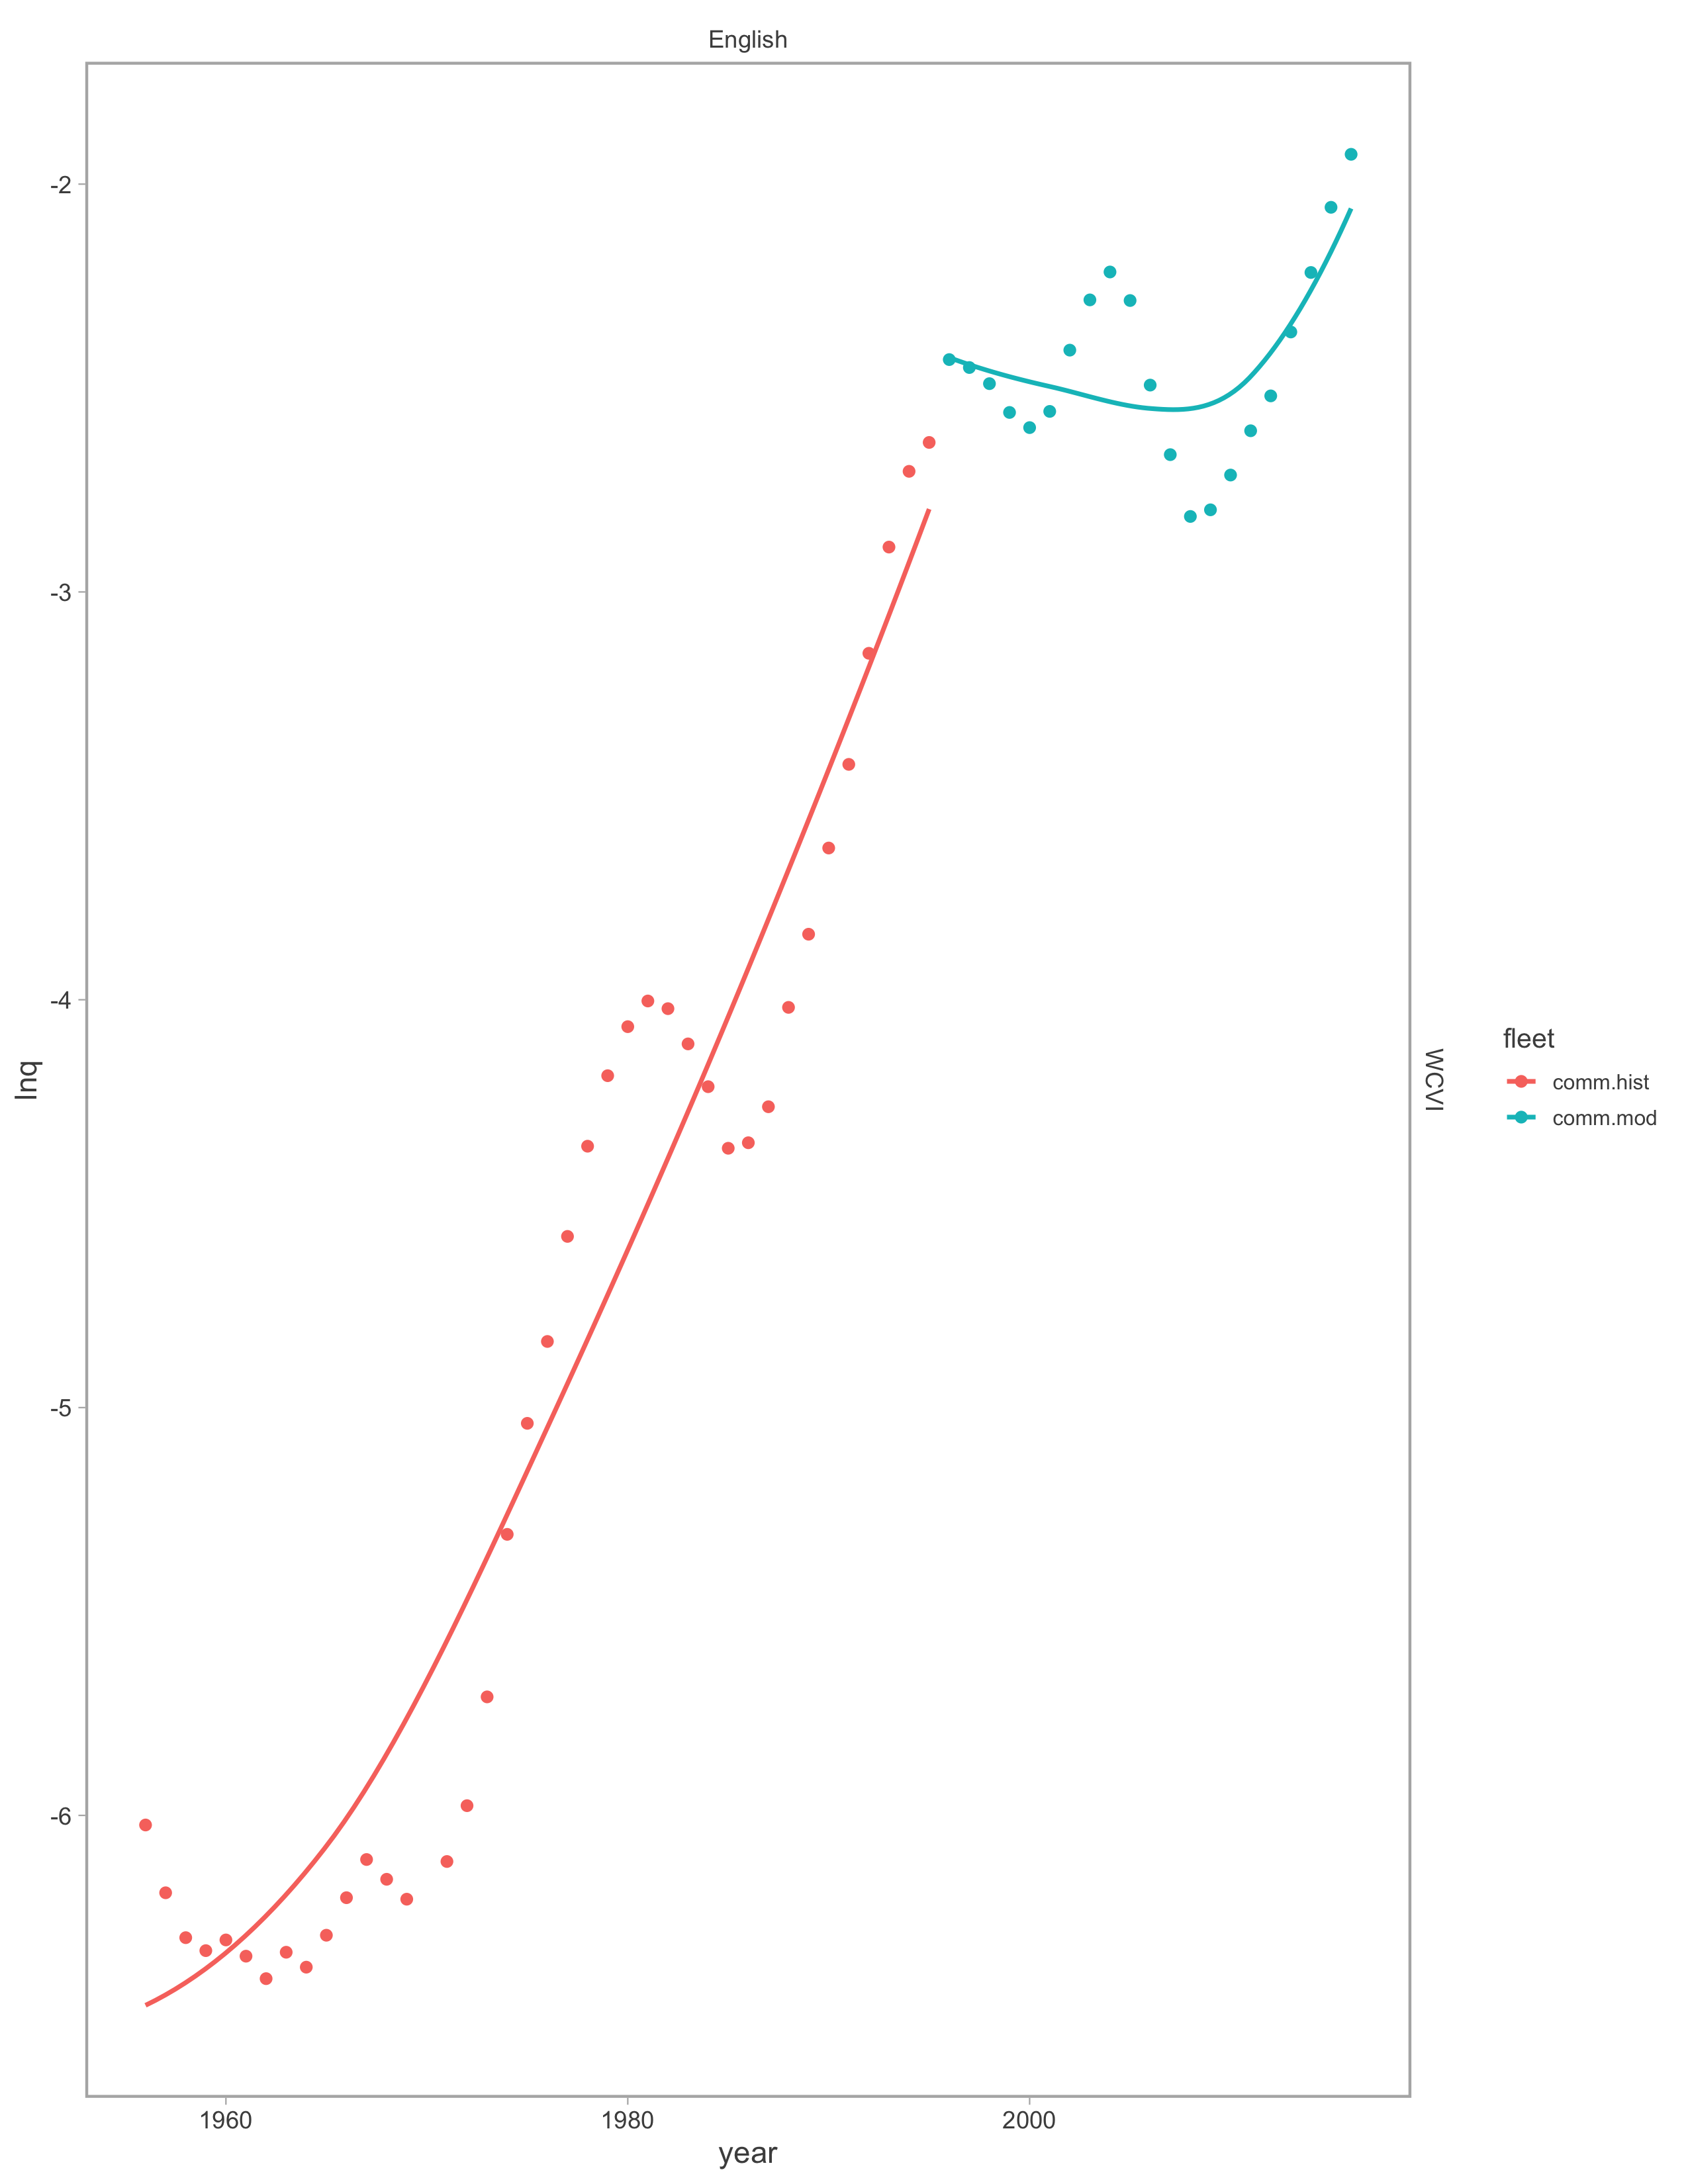 English
-2
-3
-4
-5
-6
lnq
1960
1980
2000
year
WCVI
fleet
comm.hist
comm.mod